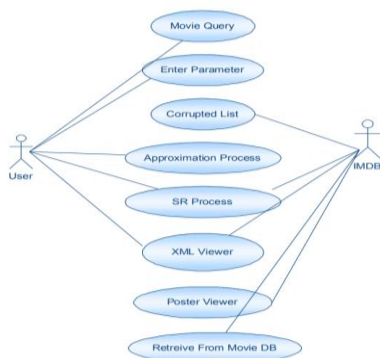 Movie Query
Enter Parameter
Corrupted List
Approximation Process
User
IMDB
SR Process
XML Viewer
Poster Viewer
Retreive From Movie DB